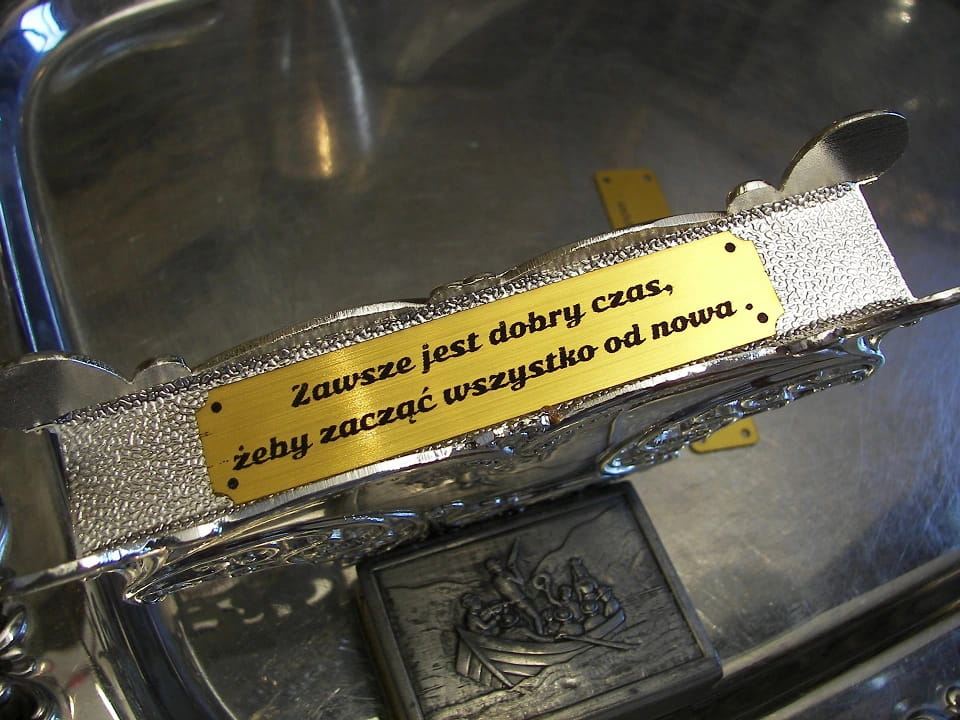 Zawsze jest dobry czas,
żeby zacząć wszystko od nowa .